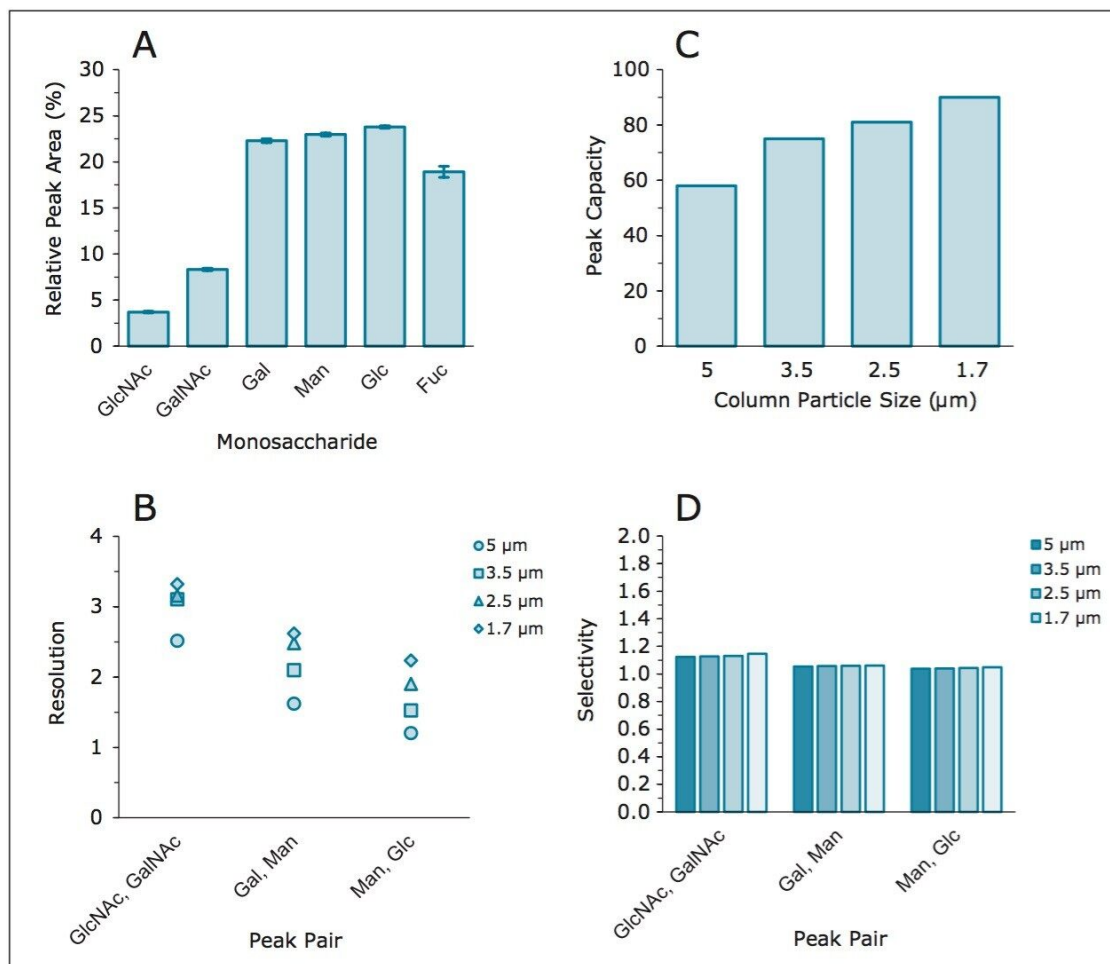 A
Relative Peak Area (%)
30
25
20
15
10
5
0
GlcNAc
GalNAc
Gal
Man
Glc
Fuc
Monosaccharide
C
Peak Capacity
100
80
60
40
20
0
5
3.5
2.5
1.7
Column Particle Size (µm)
B
Resolution
4
3
2
1
0
5 µm
3.5 µm
2.5 µm
1.7 µm
GlcNAc, GalNAc
Gal, Man
Man, Glc
Peak Pair
D
Selectivity
2.0
1.8
1.6
1.4
1.2
1.0
0.8
0.6
0.4
0.2
0.0
5 µm
3.5 µm
2.5 µm
1.7 µm
GlcNAc, GalNAc
Gal, Man
Man, Glc
Peak Pair